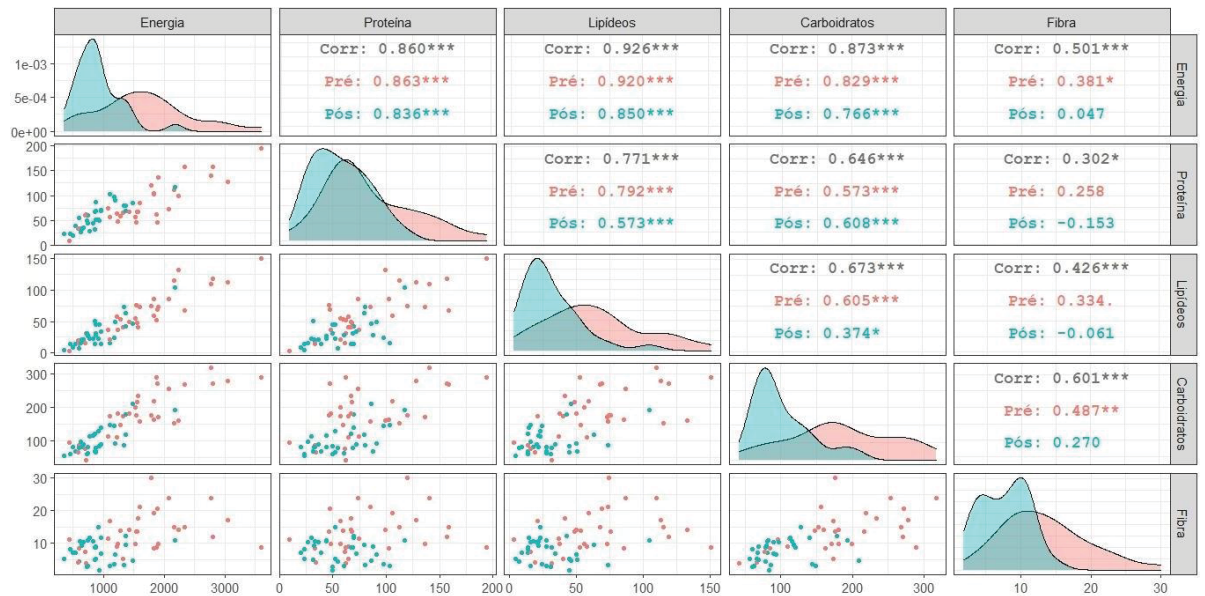 Energia Proteína Lipídeos Carboidratos Fibra
1e-03
5e-04
0e+00
Corr: 0.860***
Pré: 0.863***
Pós: 0.836***
Corr: 0.926***
Pré: 0.920***
Pós: 0.850***
Corr: 0.873***
Pré: 0.829***
Pós: 0.766***
Corr: 0.501***
Pré: 0.381*
Pós: 0.047
Energia
200
150
100
50
0
Corr: 0.771***
Pré: 0.792***
Pós: 0.573***
Corr: 0.646***
Pré: 0.573***
Pós: 0.608***
Corr: 0.302*
Pré: 0.258
Pós: -0.153
Proteína
150
100
50
0
Corr: 0.673***
Pré: 0.605***
Pós: 0.374*
Corr: 0.426***
Pré: 0.334.
Pós: -0.061
Lipídeos
300
200
100
Corr: 0.601***
Pré: 0.487**
Pós: 0.270
Carboidratos
30
20
10
Fibra
1000 2000 3000 0 50 100 150 200 0 50 100 150 100 200 300 10 20 30